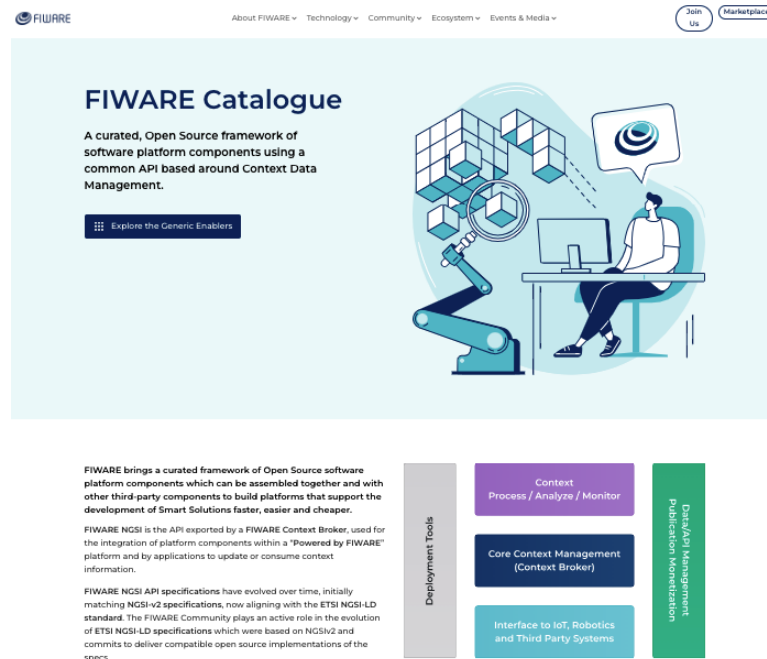 FIWARE
About FIWARE
Technology
Community
Ecosystem
Events & Media
Join
Us
Marketplace
FIWARE Catalogue
A curated, Open Source framework of
software platform components using a
common API based around Context Data
Management.
Explore the Generic Enablers
FIWARE brings a curated framework of Open Source software
platform components which can be assembled together and with
other third-party components to build platforms that support the
development of Smart Solutions faster, easier and cheaper.
FIWARE NGSI is the API exported by a FIWARE Context Broker, used for
the integration of platform components within a "Powered by FIWARE"
platform and by applications to update or consume context
information.
FIWARE NGSI API specifications have evolved over time, initially
matching NGSI-v2 specifications, now aligning with the ETSI NGSI-LD
standard. The FIWARE Community plays an active role in the evolution
of ETSI NGSI-LD specifications which were based on NGSIv2 and
commits to deliver compatible open source implementations of the
specs.
Deployment Tools
Context
Process / Analyze / Monitor
Core Context Management
(Context Broker)
Interface to IoT, Robotics
and Third Party Systems
Data/API Management
Publication Monetization